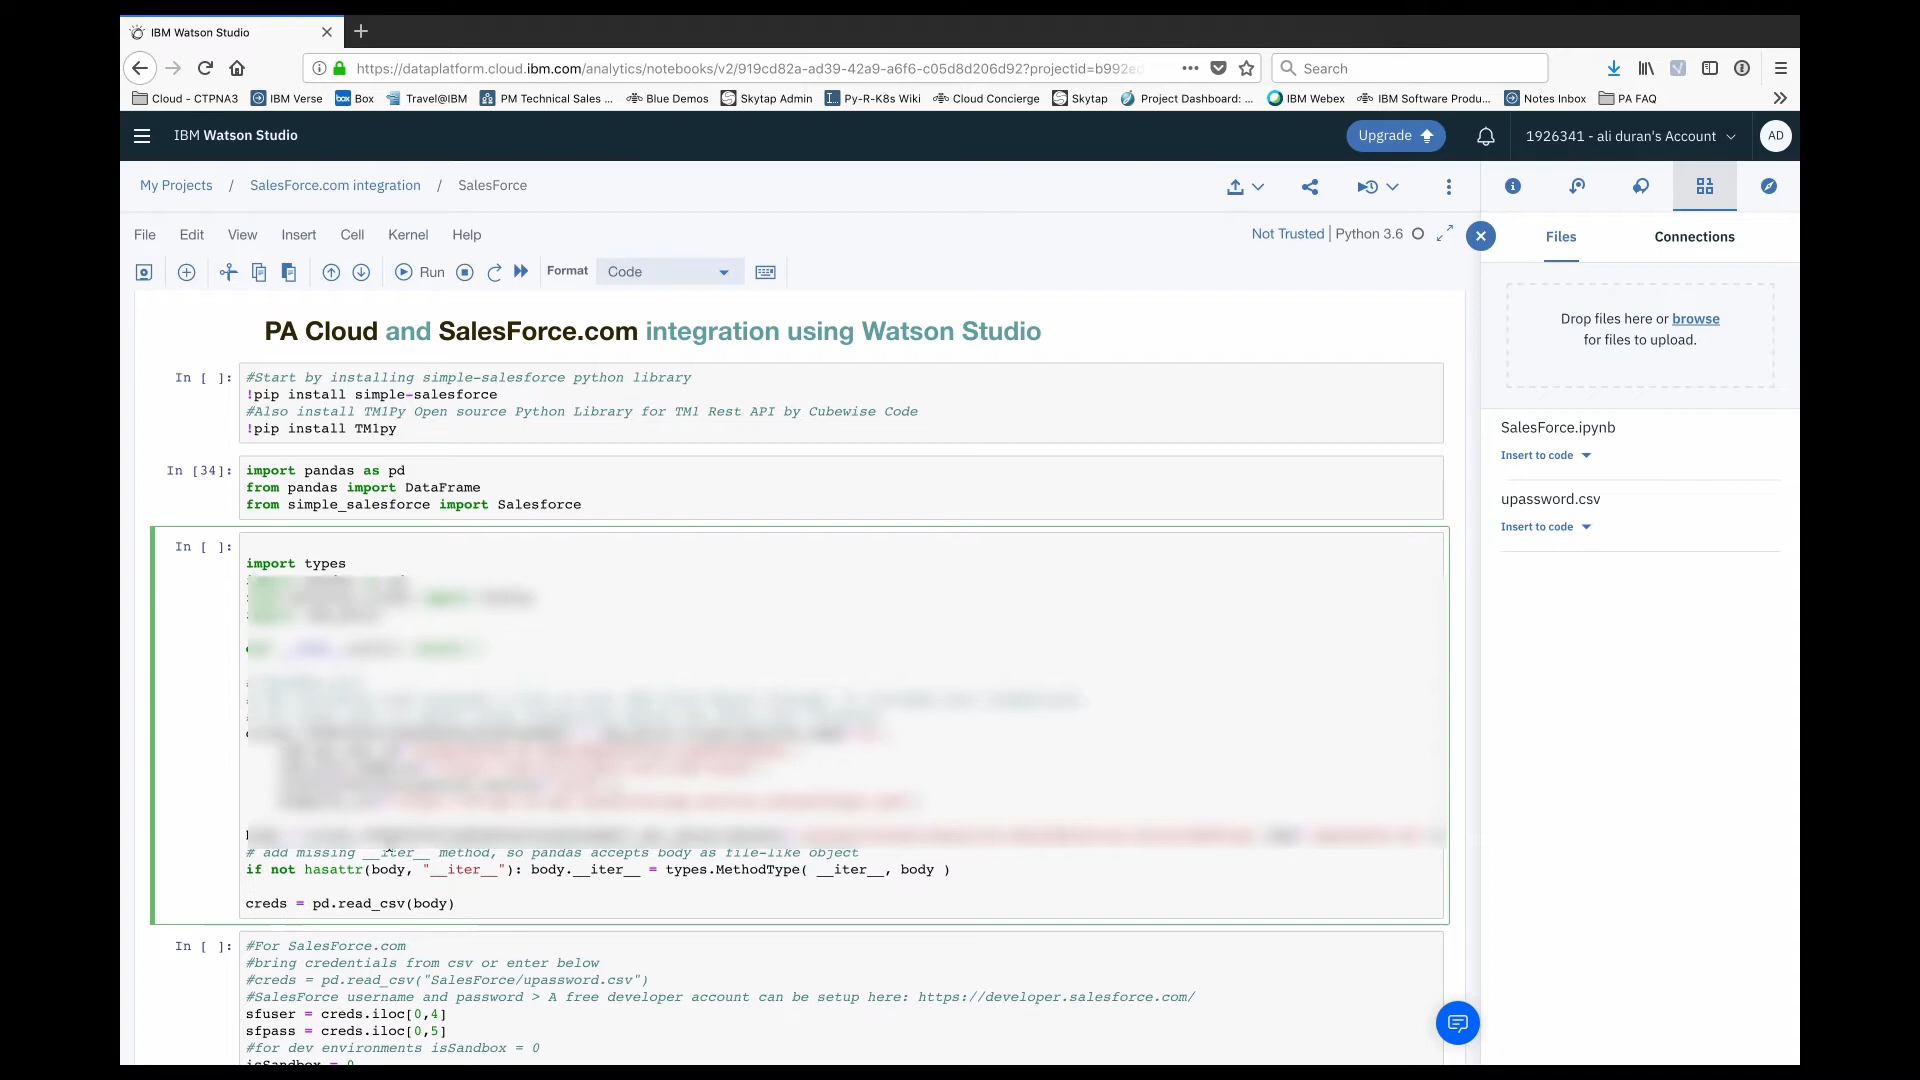 IBM Watson Studio
https://dataplatform.cloud.ibm.com/analytics/notebooks/v2/919cd82a-ad39-42a9-a6f6-c05d8d206d92?projectid=b992ed
Search
Cloud - CTPNA3
IBM Verse
box Box
Travel@IBM
PM Technical Sales ...
Blue Demos
Skytap Admin
Py-R-K8s Wiki
Cloud Concierge
Skytap
Project Dashboard: ...
IBM Webex
IBM Software Produ...
Notes Inbox
PA FAQ
IBM Watson Studio
Upgrade
1926341 - ali duran's Account
AD
My Projects / SalesForce.com integration / SalesForce
File Edit View Insert Cell Kernel Help
Not Trusted | Python 3.6
Files
Connections
Run
Format
Code
Drop files here or browse
for files to upload.
PA Cloud and SalesForce.com integration using Watson Studio
In [ ]:
#Start by installing simple-salesforce python library
!pip install simple-salesforce
#Also install TM1Py Open source Python Library for TM1 Rest API by Cubewise Code
!pip install TM1py
SalesForce.ipynb
Insert to code
upassword.csv
Insert to code
In [34]:
import pandas as pd
from pandas import DataFrame
from simple_salesforce import Salesforce
In [ ]:
import types
# add missing __iter__ method, so pandas accepts body as file-like object
if not hasattr(body, "__iter__"): body.__iter__ = types.MethodType( __iter__, body )
creds = pd.read_csv(body)
In [ ]:
#For SalesForce.com
#bring credentials from csv or enter below
#creds = pd.read_csv("SalesForce/upassword.csv")
#SalesForce username and password > A free developer account can be setup here: https://developer.salesforce.com/
sfuser = creds.iloc[0,4]
sfpass = creds.iloc[0,5]
#for dev environments isSandbox = 0
isSandbox = 0